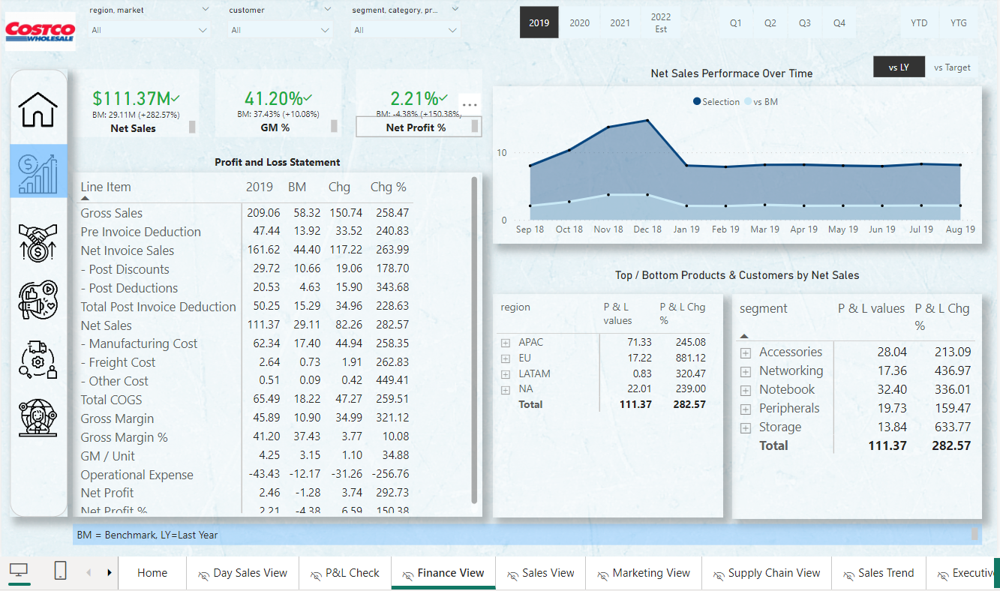 COSTCO
WHOLESALE
region, market
All
customer
All
segment, category, pr...
All
2019
2020
2021
2022
Est
Q1
Q2
Q3
Q4
YTD
YTG
vs LY
vs Target
$111.37M
BM: 29.11M (+282.57%)
Net Sales
41.20%
BM: 37.43% (+10.08%)
GM %
2.21%
BM: -4.38% (+150.38%)
Net Profit %
Net Sales Performace Over Time
Selection
vs BM
10
0
Sep 18 Oct 18 Nov 18 Dec 18 Jan 19 Feb 19 Mar 19 Apr 19 May 19 Jun 19 Jul 19 Aug 19
Profit and Loss Statement
Line Item 2019 BM Chg Chg %
Gross Sales 209.06 58.32 150.74 258.47
Pre Invoice Deduction 47.44 13.92 33.52 240.83
Net Invoice Sales 161.62 44.40 117.22 263.99
- Post Discounts 29.72 10.66 19.06 178.70
- Post Deductions 20.53 4.63 15.90 343.68
Total Post Invoice Deduction 50.25 15.29 34.96 228.63
Net Sales 111.37 29.11 82.26 282.57
- Manufacturing Cost 62.34 17.40 44.94 258.35
- Freight Cost 2.64 0.73 1.91 262.83
- Other Cost 0.51 0.09 0.42 449.41
Total COGS 65.49 18.22 47.27 259.51
Gross Margin 45.89 10.90 34.99 321.12
Gross Margin % 41.20 37.43 3.77 10.08
GM / Unit 4.25 3.15 1.10 34.88
Operational Expense -43.43 -12.17 -31.26 -256.76
Net Profit 2.46 -1.28 3.74 292.73
Net Profit % 2.21 -4.38 6.59 150.38
Top / Bottom Products & Customers by Net Sales
region P & L values P & L Chg %
APAC 71.33 245.08
EU 17.22 881.12
LATAM 0.83 320.47
NA 22.01 239.00
Total 111.37 282.57
segment P & L values P & L Chg %
Accessories 28.04 213.09
Networking 17.36 436.97
Notebook 32.40 336.01
Peripherals 19.73 159.47
Storage 13.84 633.77
Total 111.37 282.57
BM = Benchmark, LY=Last Year
Home
Day Sales View
P&L Check
Finance View
Sales View
Marketing View
Supply Chain View
Sales Trend
Executive